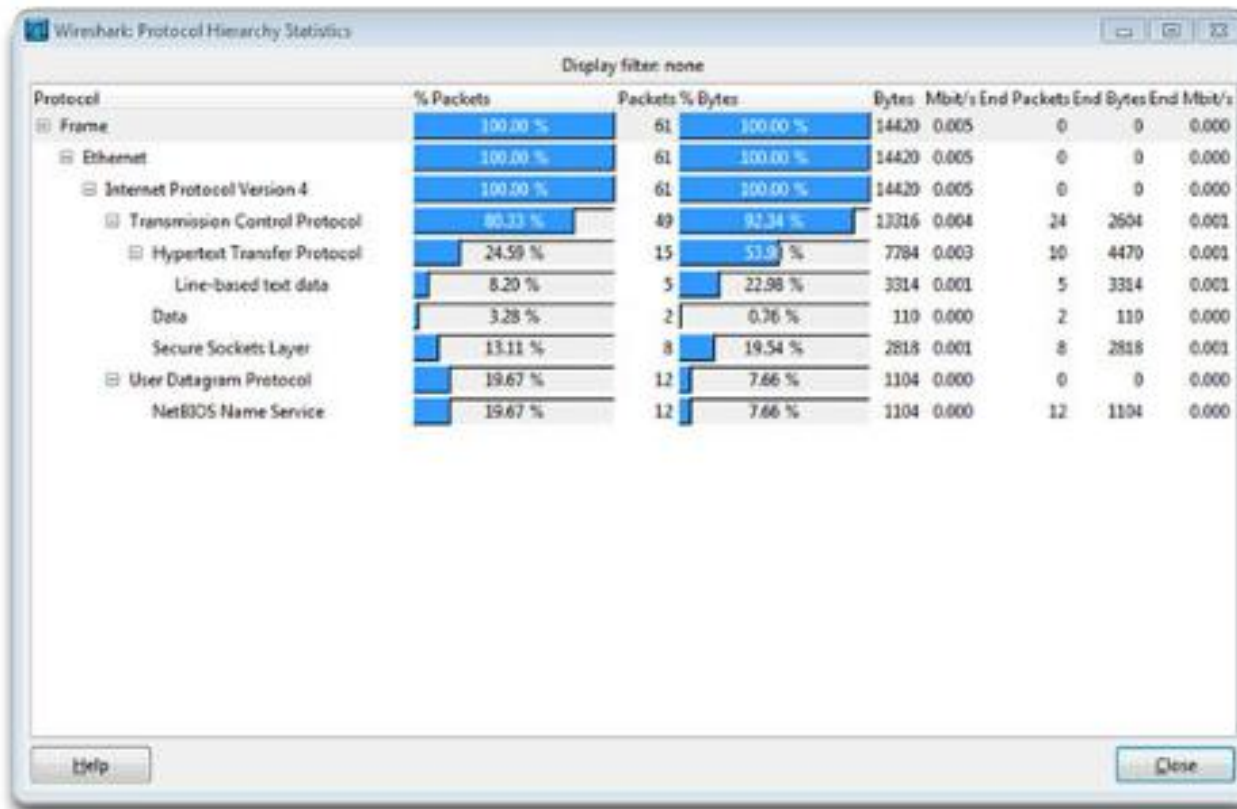 Wireshark: Protocol Hierarchy Statistics
Display filter: none
Protocol % Packets Packets % Bytes Bytes Mbit/s End Packets End Bytes End Mbit/s
Frame 100.00 % 61 100.00 % 14420 0.005 0 0 0.000
Ethernet 100.00 % 61 100.00 % 14420 0.005 0 0 0.000
Internet Protocol Version 4 100.00 % 61 100.00 % 14420 0.005 0 0 0.000
Transmission Control Protocol 80.33 % 49 92.34 % 13316 0.004 24 2604 0.001
Hypertext Transfer Protocol 24.59 % 15 53.98 % 7784 0.003 10 4470 0.001
Line-based text data 8.20 % 5 22.98 % 3314 0.001 5 3314 0.001
Data 3.28 % 2 0.76 % 110 0.000 2 110 0.000
Secure Sockets Layer 13.11 % 8 19.54 % 2818 0.001 8 2818 0.001
User Datagram Protocol 19.67 % 12 7.66 % 1104 0.000 0 0 0.000
NetBIOS Name Service 19.67 % 12 7.66 % 1104 0.000 12 1104 0.000
Help Close